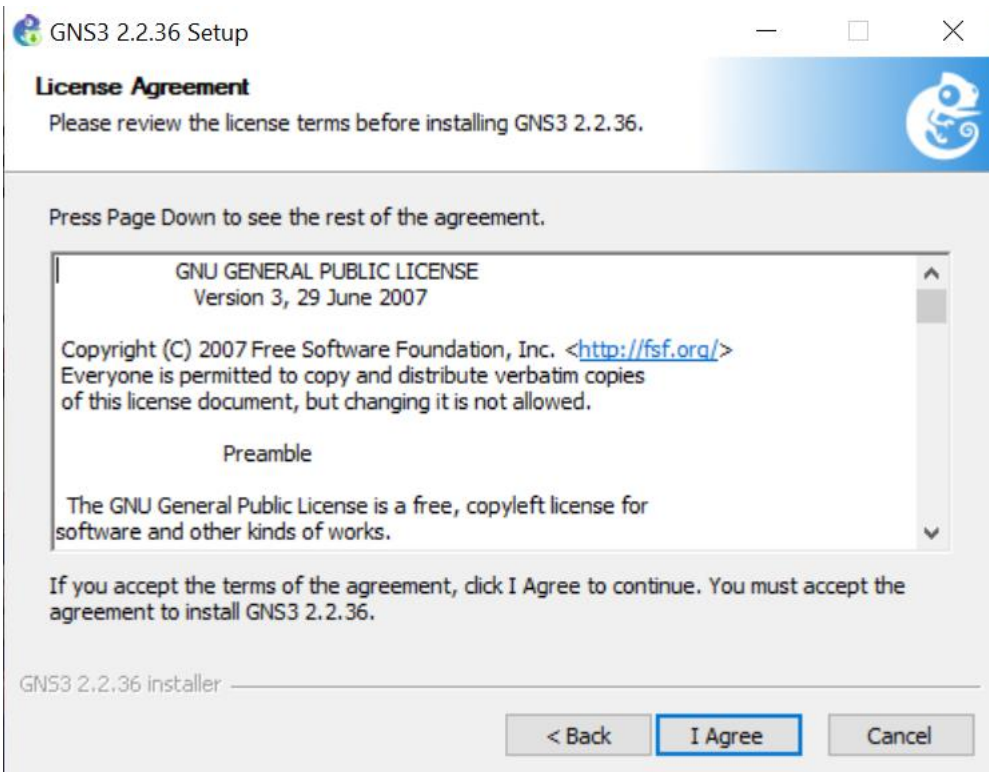 GNS3 2.2.36 Setup
License Agreement
Please review the license terms before installing GNS3 2.2.36.
Press Page Down to see the rest of the agreement.
GNU GENERAL PUBLIC LICENSE
Version 3, 29 June 2007
Copyright (C) 2007 Free Software Foundation, Inc. <http://fsf.org/>
Everyone is permitted to copy and distribute verbatim copies
of this license document, but changing it is not allowed.
Preamble
The GNU General Public License is a free, copyleft license for
software and other kinds of works.
If you accept the terms of the agreement, click I Agree to continue. You must accept the
agreement to install GNS3 2.2.36.
GNS3 2.2.36 installer
< Back I Agree Cancel